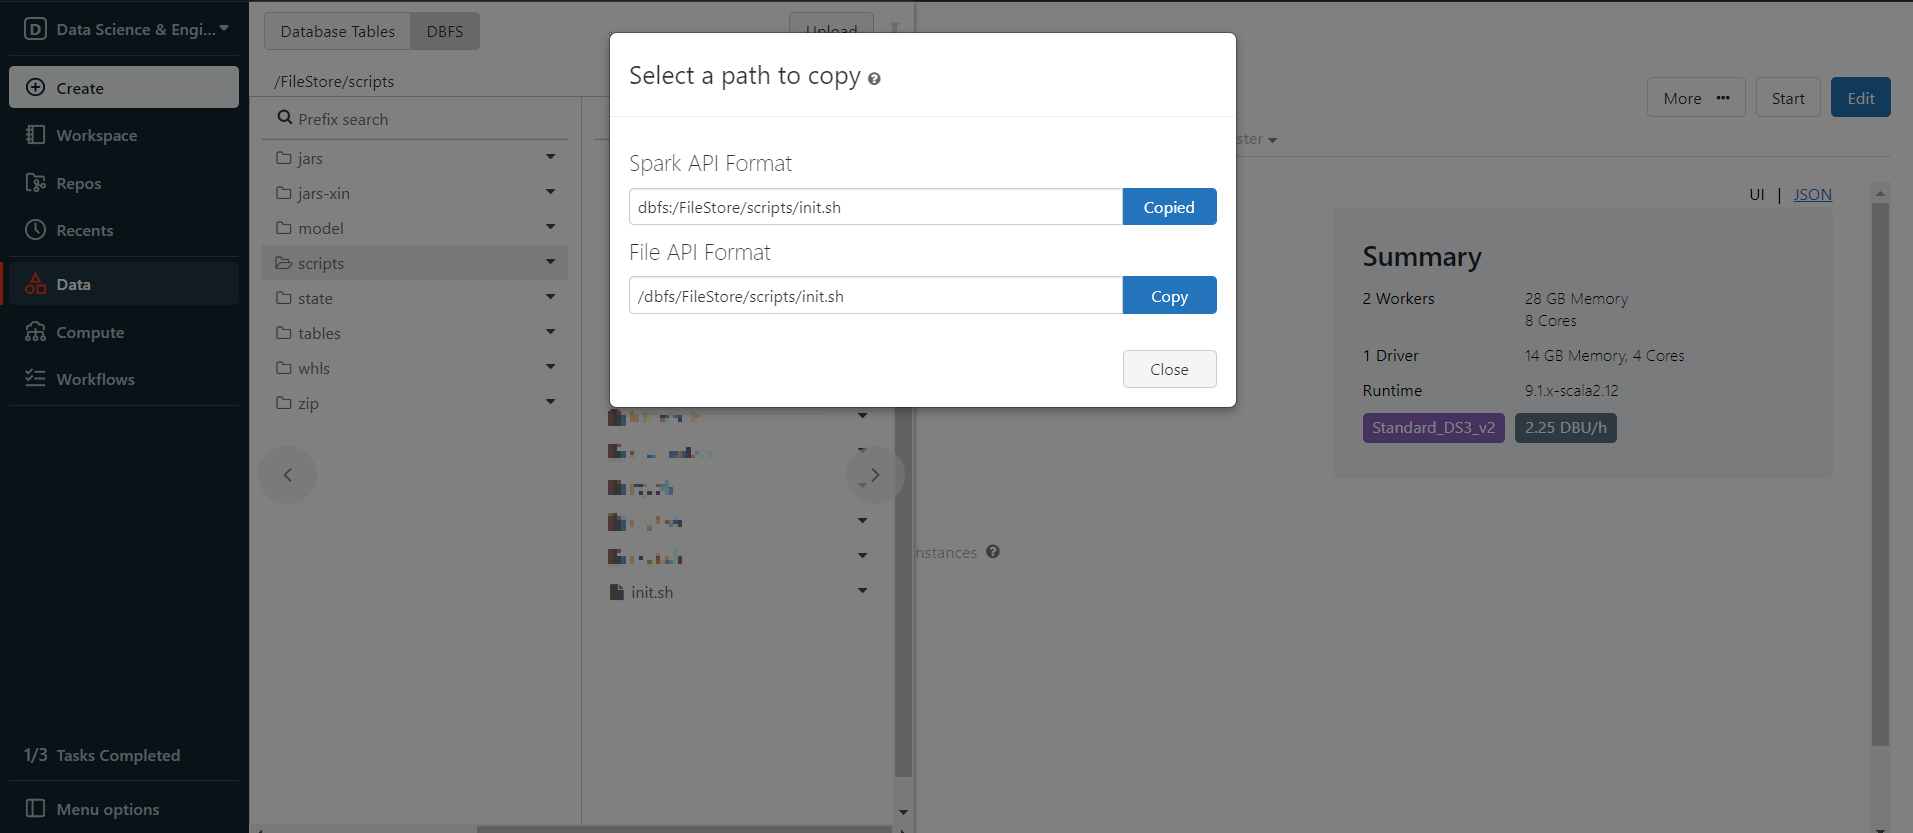 D Data Science & Engi...
Create
Workspace
Repos
Recents
Data
Compute
Workflows
1/3 Tasks Completed
Menu options
Database Tables
DBFS
Upload
/FileStore/scripts
Prefix search
jars
jars-xin
model
scripts
state
tables
whls
zip
init.sh
Select a path to copy
Spark API Format
dbfs:/FileStore/scripts/init.sh
Copied
File API Format
/dbfs/FileStore/scripts/init.sh
Copy
Close
More ···
Start
Edit
ster
UI | JSON
Summary
2 Workers
28 GB Memory
8 Cores
1 Driver
14 GB Memory, 4 Cores
Runtime
9.1.x-scala2.12
Standard_DS3_v2
2.25 DBU/h
nstances